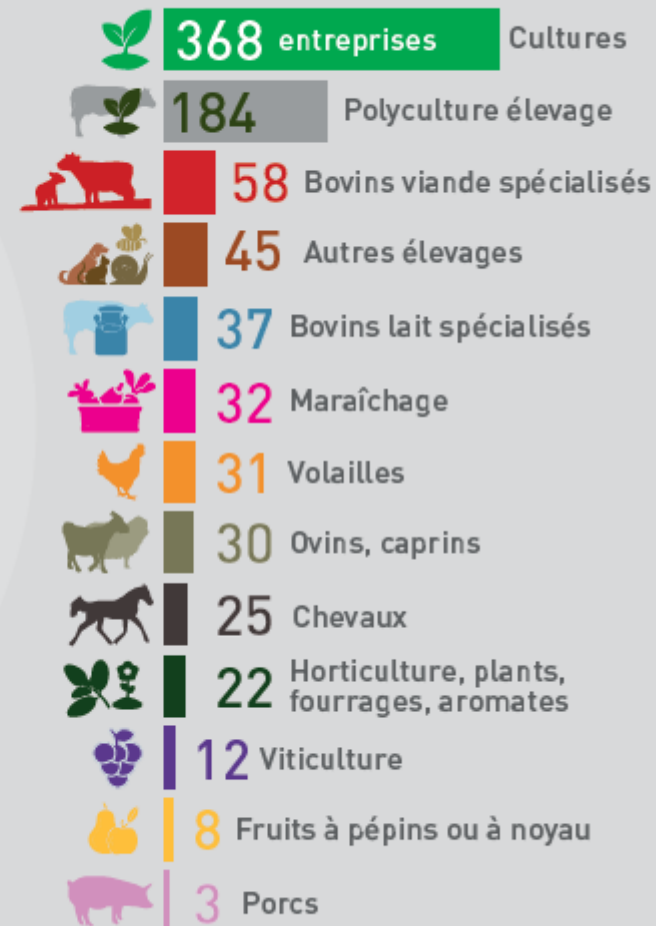 368 entreprises Cultures
184 Polyculture élevage
58 Bovins viande spécialisés
45 Autres élevages
37 Bovins lait spécialisés
32 Maraîchage
31 Volailles
30 Ovins, caprins
25 Chevaux
22 Horticulture, plants,
fourrages, aromates
12 Viticulture
8 Fruits à pépins ou à noyau
3 Porcs